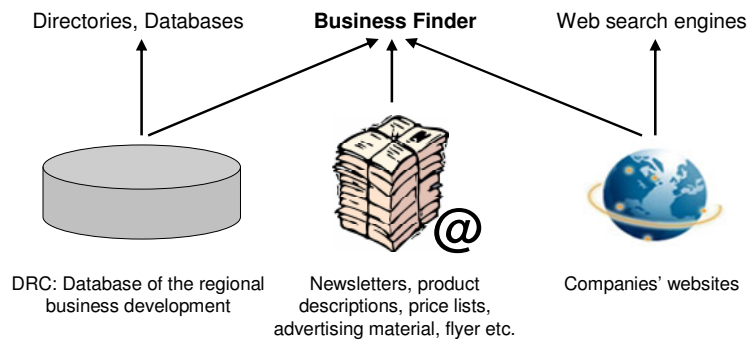 Directories, Databases
Business Finder
Web search engines
@
DRC: Database of the regional
business development
Newsletters, product
descriptions, price lists,
advertising material, flyer etc.
Companies' websites